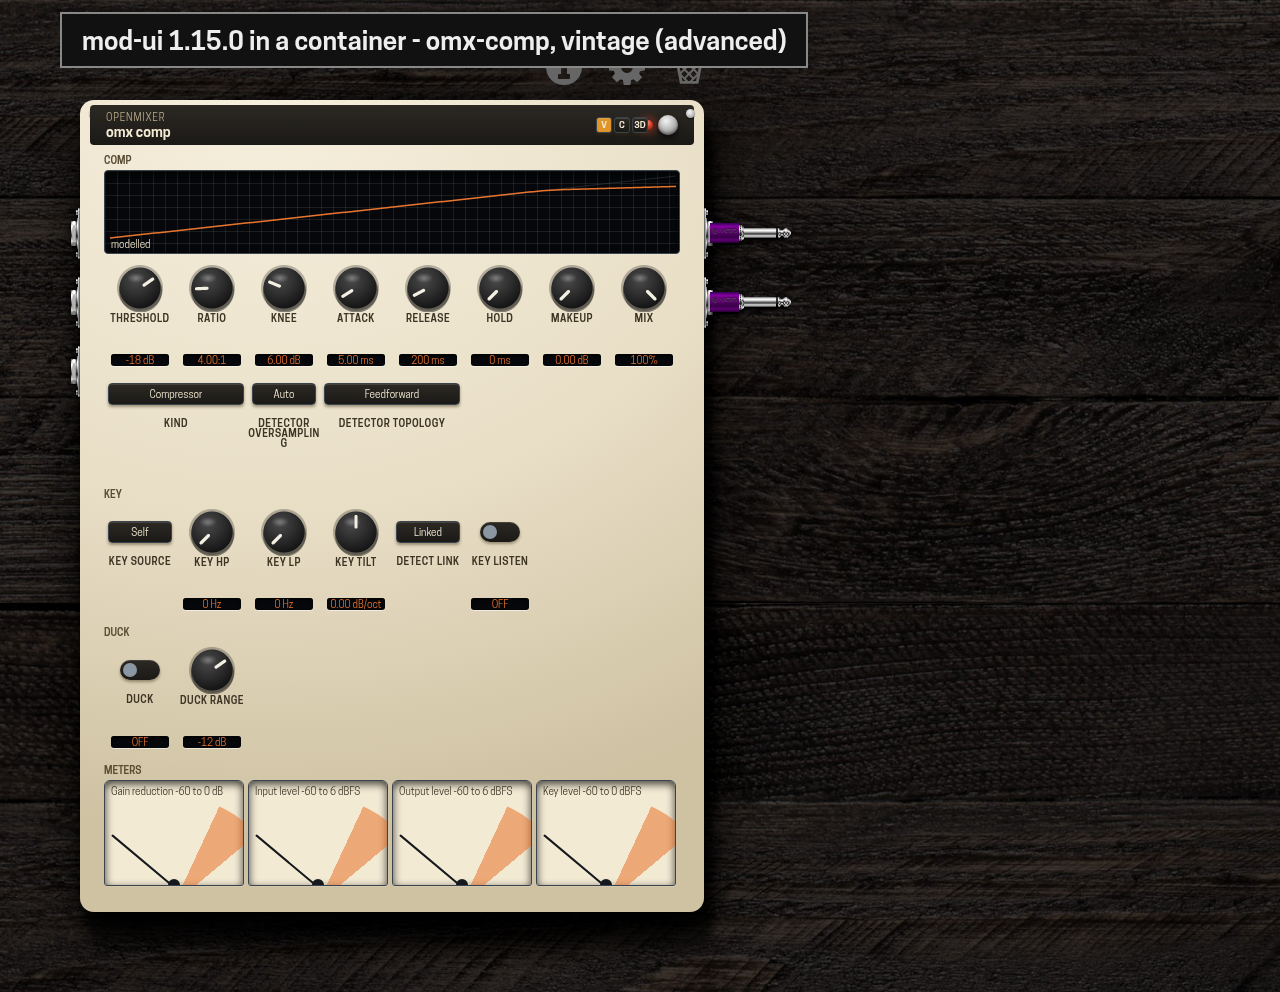 mod-ui 1.15.0 in a container - omx-comp, vintage (advanced)
OPENMIXER
omx comp
V C 3D
COMP
modelled
THRESHOLD RATIO KNEE ATTACK RELEASE HOLD MAKEUP MIX
-18 dB 4.00:1 6.00 dB 5.00 ms 200 ms 0 ms 0.00 dB 100%
Compressor Auto Feedforward
KIND DETECTOR DETECTOR TOPOLOGY
OVERSAMPLIN
G
KEY
Self Linked
KEY SOURCE KEY HP KEY LP KEY TILT DETECT LINK KEY LISTEN
0 Hz 0 Hz 0.00 dB/oct OFF
DUCK
DUCK DUCK RANGE
OFF -12 dB
METERS
Gain reduction -60 to 0 dB Input level -60 to 6 dBFS Output level -60 to 6 dBFS Key level -60 to 0 dBFS